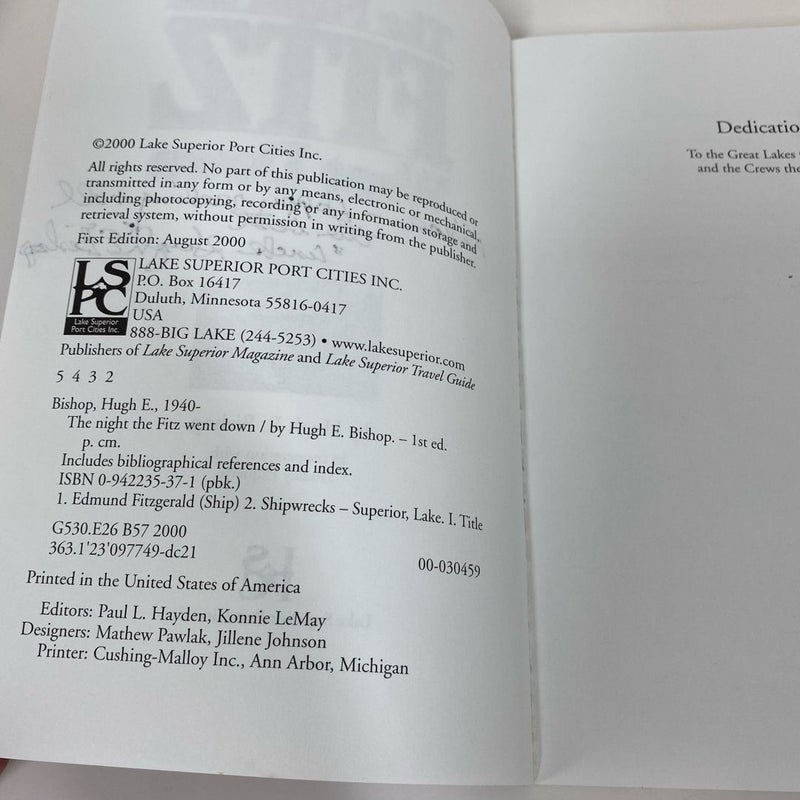 ©2000 Lake Superior Port Cities Inc.
All rights reserved. No part of this publication may be reproduced or
transmitted in any form or by any means, electronic or mechanical,
including photocopying, recording or any information storage and
retrieval system, without permission in writing from the publisher.
First Edition: August 2000
LS
PC
Lake Superior
Port Cities Inc.
LAKE SUPERIOR PORT CITIES INC.
P.O. Box 16417
Duluth, Minnesota 55816-0417
USA
888-BIG LAKE (244-5253) • www.lakesuperior.com
Publishers of Lake Superior Magazine and Lake Superior Travel Guide
5 4 3 2
Bishop, Hugh E., 1940-
The night the Fitz went down / by Hugh E. Bishop. – 1st ed.
p. cm.
Includes bibliographical references and index.
ISBN 0-942235-37-1 (pbk.)
1. Edmund Fitzgerald (Ship) 2. Shipwrecks – Superior, Lake. I. Title
G530.E26 B57 2000
363.1'23'097749-dc21
00-030459
Printed in the United States of America
Editors: Paul L. Hayden, Konnie LeMay
Designers: Mathew Pawlak, Jillene Johnson
Printer: Cushing-Malloy Inc., Ann Arbor, Michigan
Dedicatio
To the Great Lakes
and the Crews the